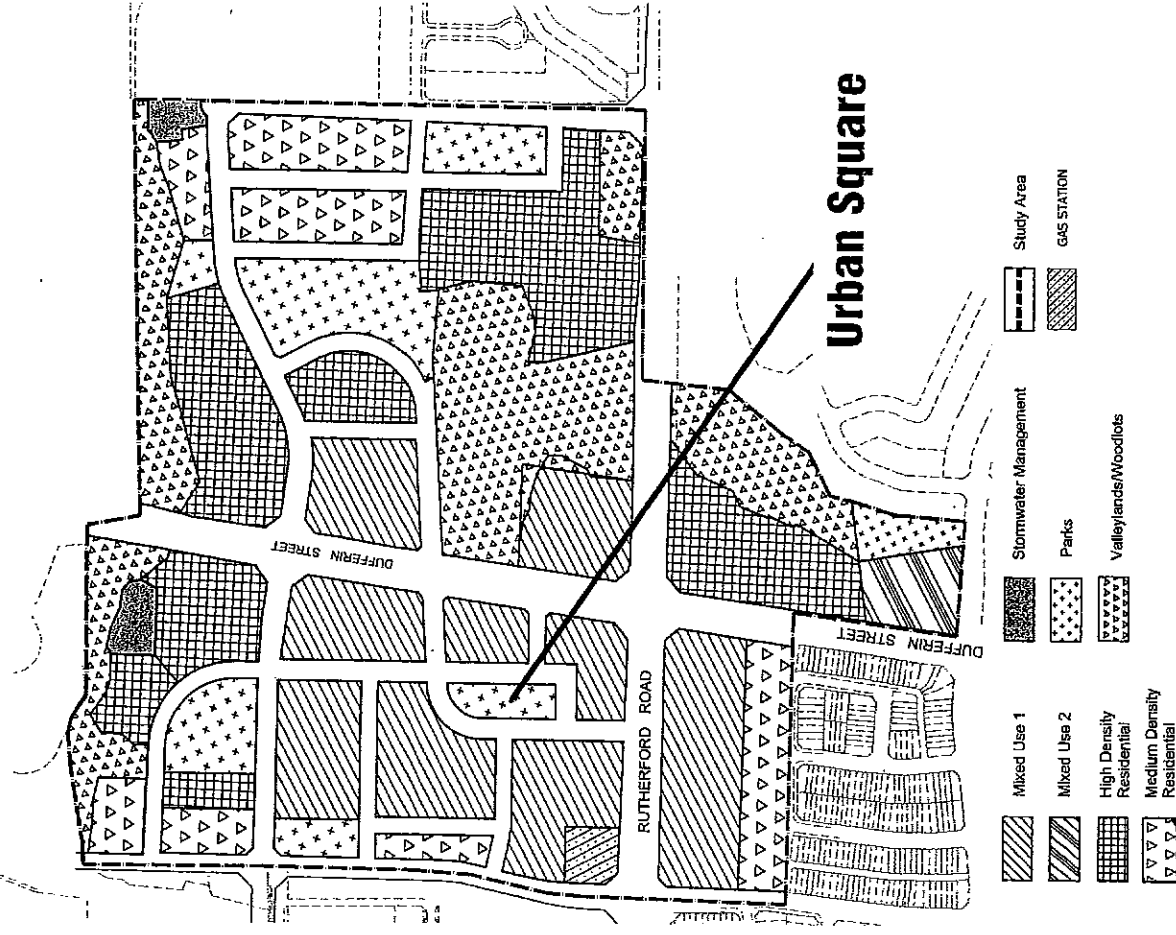 DUFFERIN STREET
RUTHERFORD ROAD
DUFFERIN STREET
Urban Square
Mixed Use 1
Mixed Use 2
High Density
Residential
Medium Density
Residential
Stormwater Management
Parks
Valleylands/Woodlots
Study Area
GAS STATION